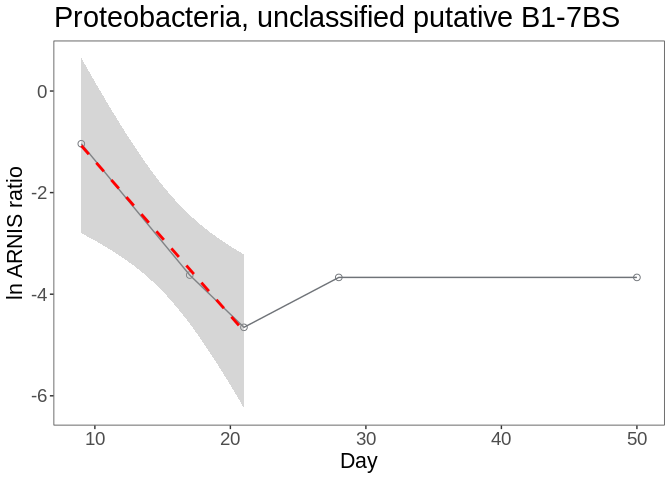 Proteobacteria, unclassified putative B1-7BS
ln ARNIS ratio
0
-2
-4
-6
10 20 30 40 50
Day